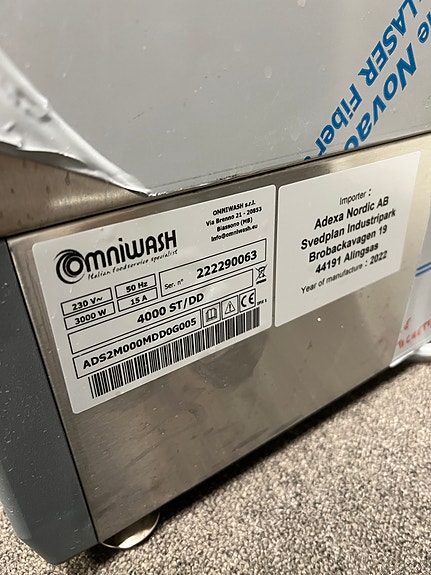 e Novac
LASER Fiber
OMNIWASH s.r.l.
Via Brenno 21 - 20853
Biassono (MB)
info@omniwash.eu
OMNIWASH
Italian foodservice specialist
230 V~
50 Hz
Ser. n°
222290063
3000 W
15 A
4000 ST/DD
ADS2M000MDD0G005
Importer :
Adexa Nordic AB
Svedplan Industripark
Brobackavagen 19
44191 Alingsas
Year of manufacture : 2022